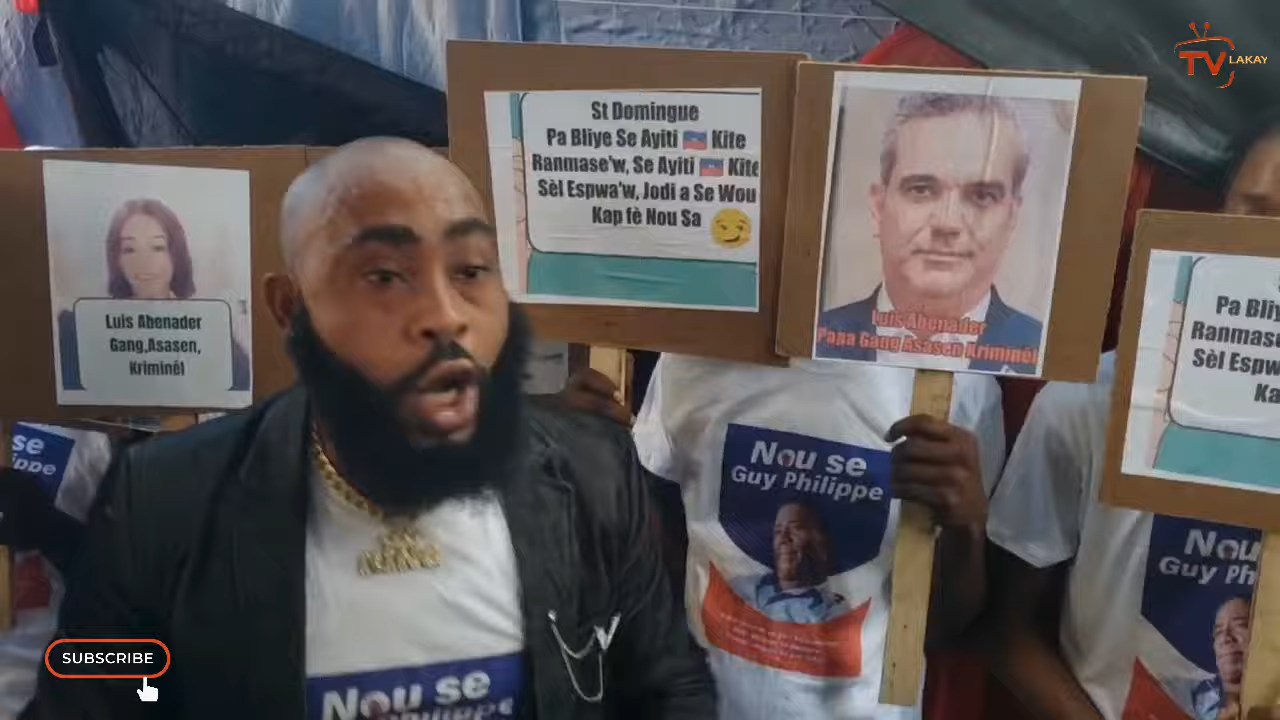 TV LAKAY
St Domingue
Pa Bliye Se Ayiti 🇭🇹 Kite
Ranmase'w, Se Ayiti 🇭🇹 Kite
Sèl Espwa'w, Jodi a Se Wou
Kap fè Nou Sa 😏
Luis Abenader
Papa Gang Asasen Kriminèl
Luis Abenader
Gang,Asasen,
Kriminèl
Pa Bliy
Ranmase
Sèl Espw
Ka
se
ippe
Nou se
Guy Philippe
Nou
Guy Ph
Nou se
SUBSCRIBE